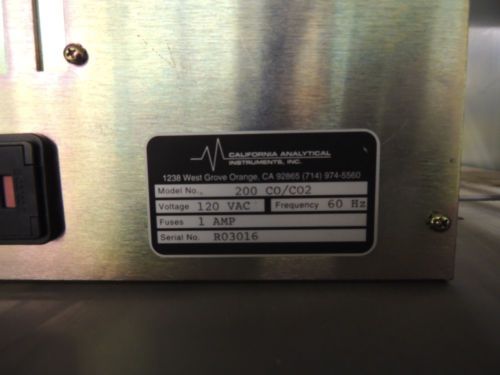 CALIFORNIA ANALYTICAL
INSTRUMENTS, INC.
1238 West Grove Orange, CA 92865 (714) 974-5560
Model No. 200 CO/CO2
Voltage 120 VAC Frequency 60 Hz
Fuses 1 AMP
Serial No. R03016